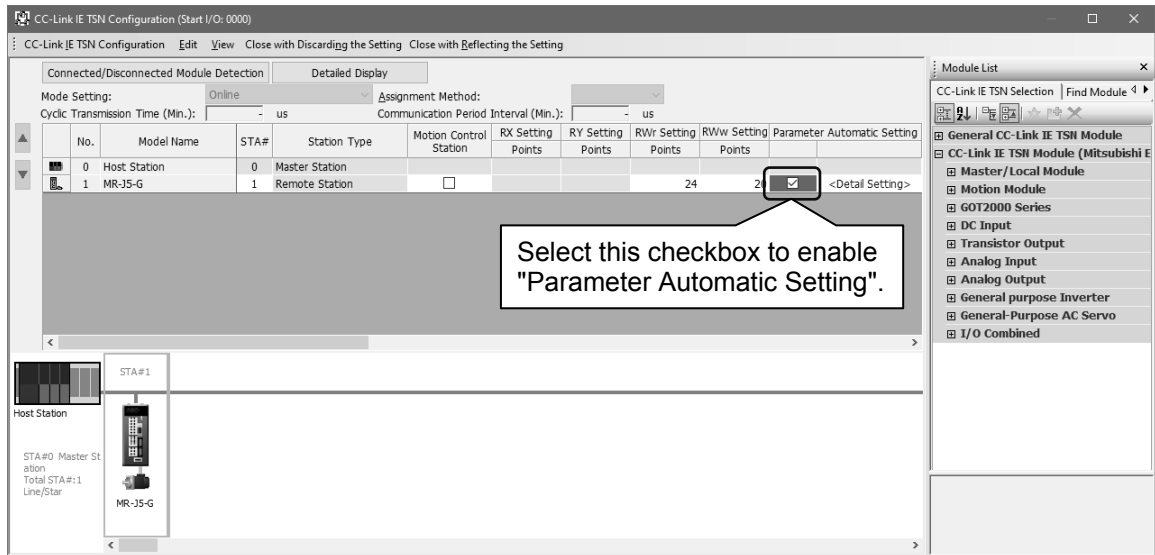 CC-Link IE TSN Configuration (Start I/O: 0000)
CC-Link IE TSN Configuration Edit View Close with Discarding the Setting Close with Reflecting the Setting
Connected/Disconnected Module Detection Detailed Display
Mode Setting: Online Assignment Method:
Cyclic Transmission Time (Min.): - us Communication Period Interval (Min.): - us
No. Model Name STA# Station Type Motion Control Station RX Setting RY Setting RWr Setting RWw Setting Parameter Automatic Setting
Points Points Points Points
0 Host Station 0 Master Station
1 MR-J5-G 1 Remote Station 24 20 <Detail Setting>
Select this checkbox to enable
"Parameter Automatic Setting".
STA#1
Host Station
STA#0 Master St
ation
Total STA#:1
Line/Star
MR-J5-G
Module List
CC-Link IE TSN Selection Find Module
General CC-Link IE TSN Module
CC-Link IE TSN Module (Mitsubishi E
Master/Local Module
Motion Module
GOT2000 Series
DC Input
Transistor Output
Analog Input
Analog Output
General purpose Inverter
General-Purpose AC Servo
I/O Combined